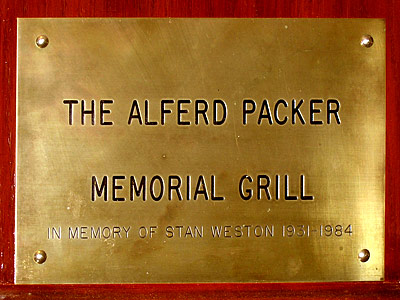 THE ALFERD PACKER
MEMORIAL GRILL
IN MEMORY OF STAN WESTON 1931-1984